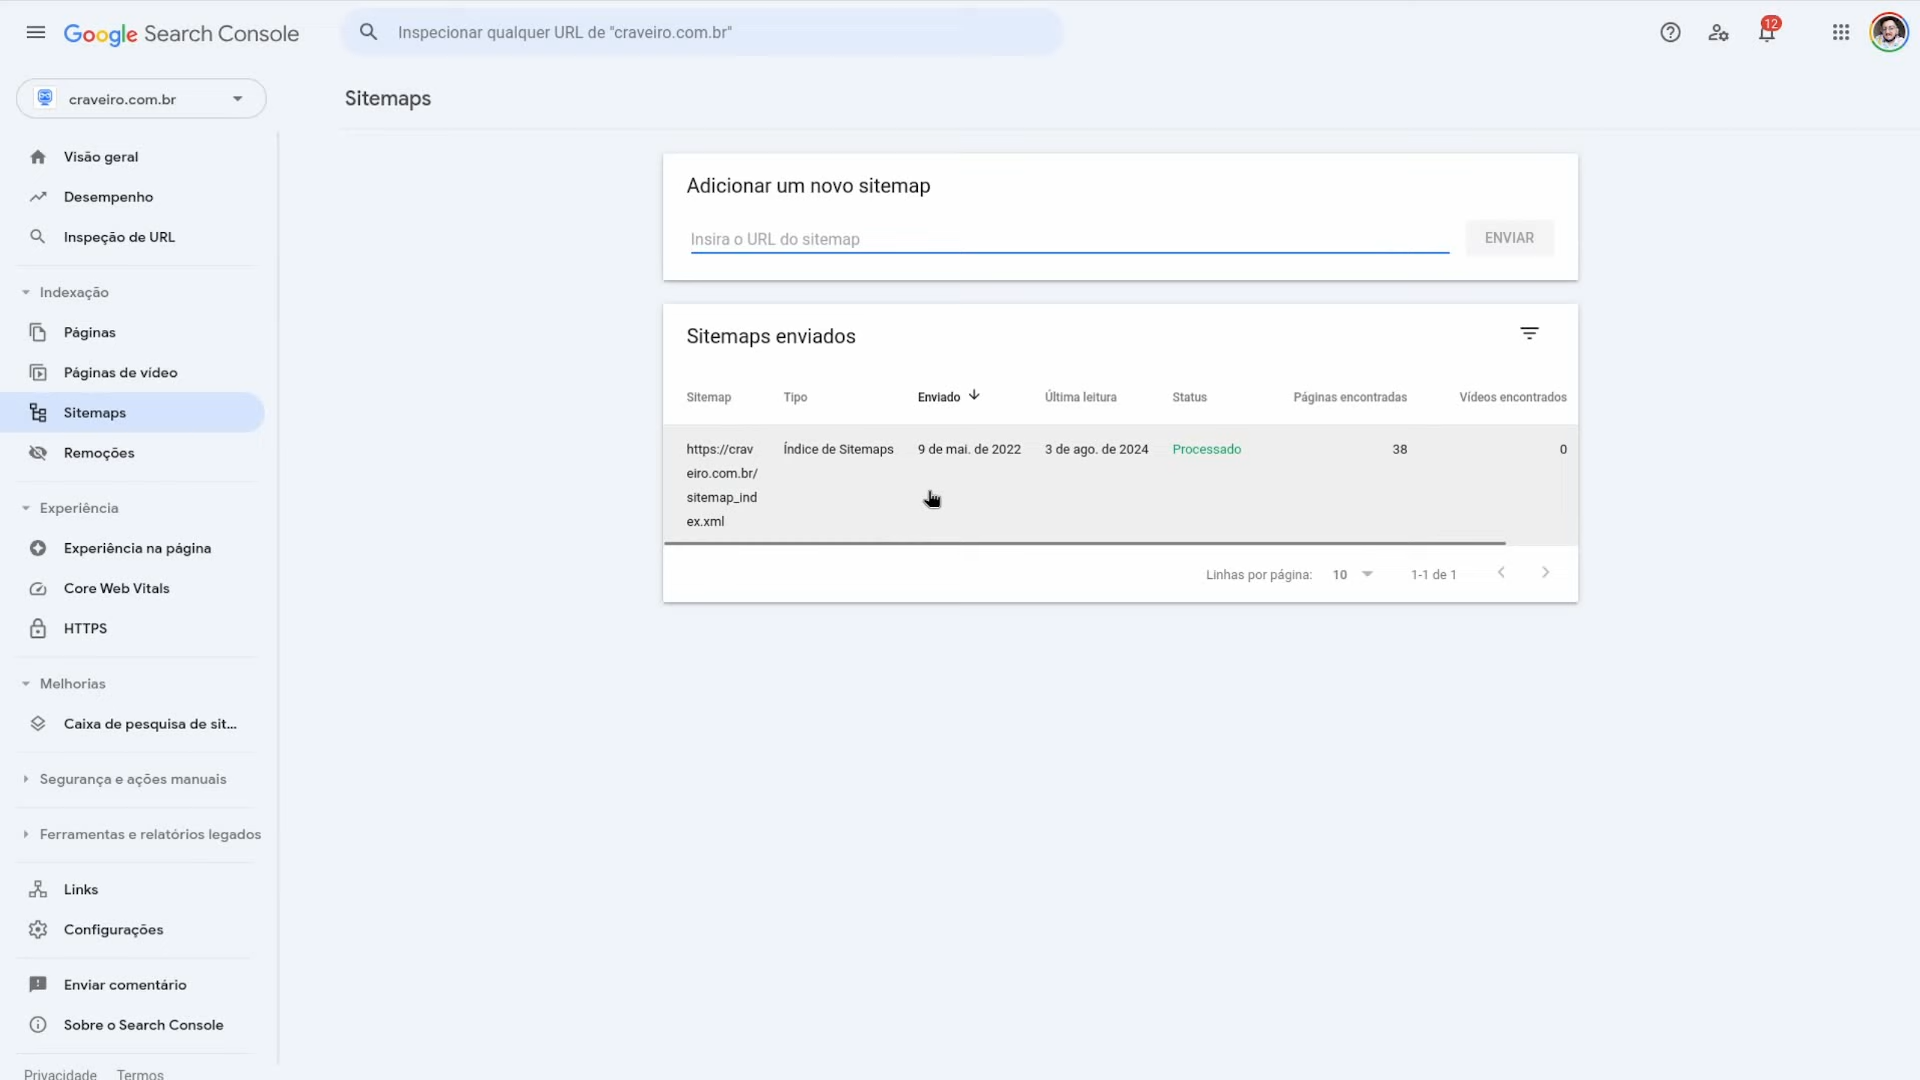 Google Search Console
Inspecionar qualquer URL de "craveiro.com.br"
12
craveiro.com.br
Sitemaps
Visão geral
Desempenho
Inspeção de URL
Indexação
Páginas
Páginas de vídeo
Sitemaps
Remoções
Experiência
Experiência na página
Core Web Vitals
HTTPS
Melhorias
Caixa de pesquisa de sit...
Segurança e ações manuais
Ferramentas e relatórios legados
Links
Configurações
Enviar comentário
Sobre o Search Console
Privacidade Termos
Adicionar um novo sitemap
Insira o URL do sitemap
ENVIAR
Sitemaps enviados
Sitemap Tipo Enviado Última leitura Status Páginas encontradas Vídeos encontrados
https://crav Índice de Sitemaps 9 de mai. de 2022 3 de ago. de 2024 Processado 38 0
eiro.com.br/
sitemap_ind
ex.xml
Linhas por página: 10 1-1 de 1